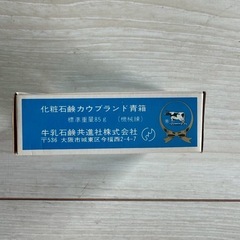 化粧石鹸カウブランド青箱
標準重量85g (機械練)
牛乳石鹸共進社株式会社
〒536 大阪市城東区今福西2-4-7